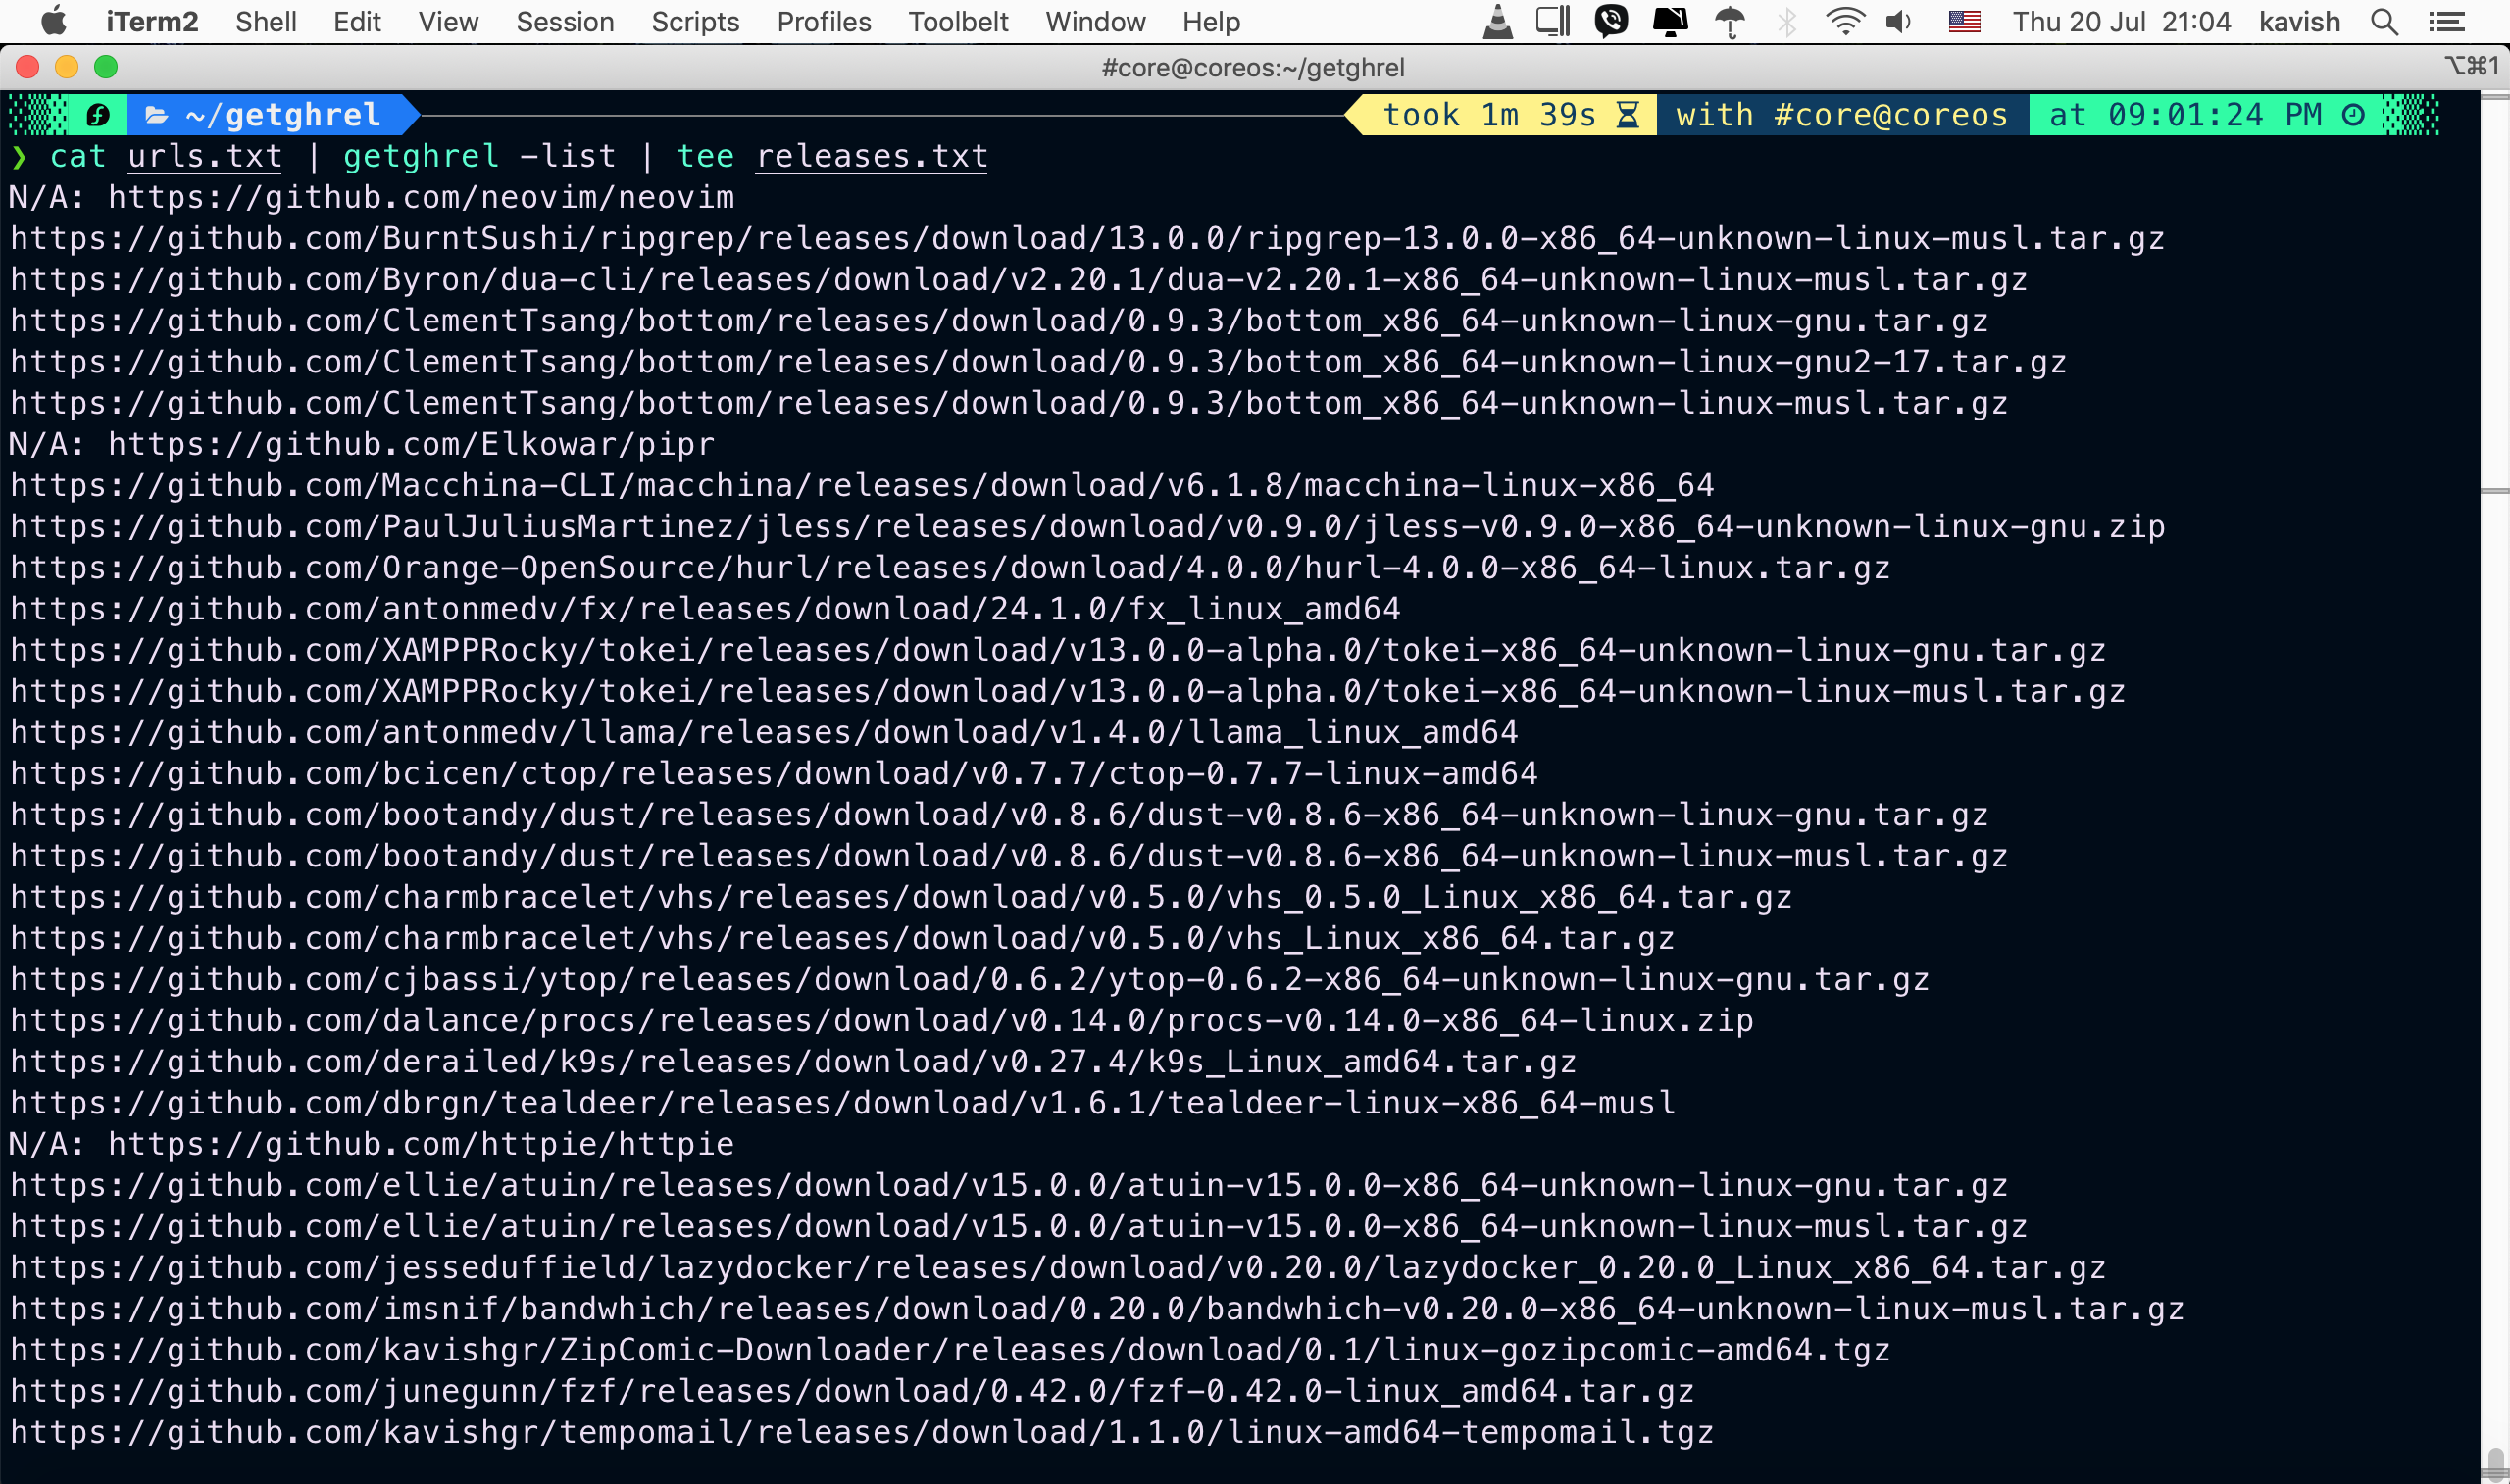 iTerm2 Shell Edit View Session Scripts Profiles Toolbelt Window Help Thu 20 Jul 21:04 kavish
#core@coreos:~/getghrel ⌥⌘1
~/getghrel took 1m 39s with #core@coreos at 09:01:24 PM
❯ cat urls.txt | getghrel -list | tee releases.txt
N/A: https://github.com/neovim/neovim
https://github.com/BurntSushi/ripgrep/releases/download/13.0.0/ripgrep-13.0.0-x86_64-unknown-linux-musl.tar.gz
https://github.com/Byron/dua-cli/releases/download/v2.20.1/dua-v2.20.1-x86_64-unknown-linux-musl.tar.gz
https://github.com/ClementTsang/bottom/releases/download/0.9.3/bottom_x86_64-unknown-linux-gnu.tar.gz
https://github.com/ClementTsang/bottom/releases/download/0.9.3/bottom_x86_64-unknown-linux-gnu2-17.tar.gz
https://github.com/ClementTsang/bottom/releases/download/0.9.3/bottom_x86_64-unknown-linux-musl.tar.gz
N/A: https://github.com/Elkowar/pipr
https://github.com/Macchina-CLI/macchina/releases/download/v6.1.8/macchina-linux-x86_64
https://github.com/PaulJuliusMartinez/jless/releases/download/v0.9.0/jless-v0.9.0-x86_64-unknown-linux-gnu.zip
https://github.com/Orange-OpenSource/hurl/releases/download/4.0.0/hurl-4.0.0-x86_64-linux.tar.gz
https://github.com/antonmedv/fx/releases/download/24.1.0/fx_linux_amd64
https://github.com/XAMPPRocky/tokei/releases/download/v13.0.0-alpha.0/tokei-x86_64-unknown-linux-gnu.tar.gz
https://github.com/XAMPPRocky/tokei/releases/download/v13.0.0-alpha.0/tokei-x86_64-unknown-linux-musl.tar.gz
https://github.com/antonmedv/llama/releases/download/v1.4.0/llama_linux_amd64
https://github.com/bcicen/ctop/releases/download/v0.7.7/ctop-0.7.7-linux-amd64
https://github.com/bootandy/dust/releases/download/v0.8.6/dust-v0.8.6-x86_64-unknown-linux-gnu.tar.gz
https://github.com/bootandy/dust/releases/download/v0.8.6/dust-v0.8.6-x86_64-unknown-linux-musl.tar.gz
https://github.com/charmbracelet/vhs/releases/download/v0.5.0/vhs_0.5.0_Linux_x86_64.tar.gz
https://github.com/charmbracelet/vhs/releases/download/v0.5.0/vhs_Linux_x86_64.tar.gz
https://github.com/cjbassi/ytop/releases/download/0.6.2/ytop-0.6.2-x86_64-unknown-linux-gnu.tar.gz
https://github.com/dalance/procs/releases/download/v0.14.0/procs-v0.14.0-x86_64-linux.zip
https://github.com/derailed/k9s/releases/download/v0.27.4/k9s_Linux_amd64.tar.gz
https://github.com/dbrgn/tealdeer/releases/download/v1.6.1/tealdeer-linux-x86_64-musl
N/A: https://github.com/httpie/httpie
https://github.com/ellie/atuin/releases/download/v15.0.0/atuin-v15.0.0-x86_64-unknown-linux-gnu.tar.gz
https://github.com/ellie/atuin/releases/download/v15.0.0/atuin-v15.0.0-x86_64-unknown-linux-musl.tar.gz
https://github.com/jesseduffield/lazydocker/releases/download/v0.20.0/lazydocker_0.20.0_Linux_x86_64.tar.gz
https://github.com/imsnif/bandwhich/releases/download/0.20.0/bandwhich-v0.20.0-x86_64-unknown-linux-musl.tar.gz
https://github.com/kavishgr/ZipComic-Downloader/releases/download/0.1/linux-gozipcomic-amd64.tgz
https://github.com/junegunn/fzf/releases/download/0.42.0/fzf-0.42.0-linux_amd64.tar.gz
https://github.com/kavishgr/tempomail/releases/download/1.1.0/linux-amd64-tempomail.tgz